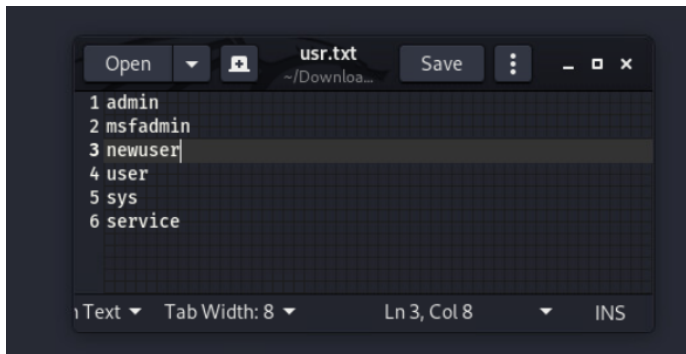 Open usr.txt Save
~/Downloa...
1 admin
2 msfadmin
3 newuser
4 user
5 sys
6 service
Text Tab Width: 8 Ln 3, Col 8 INS